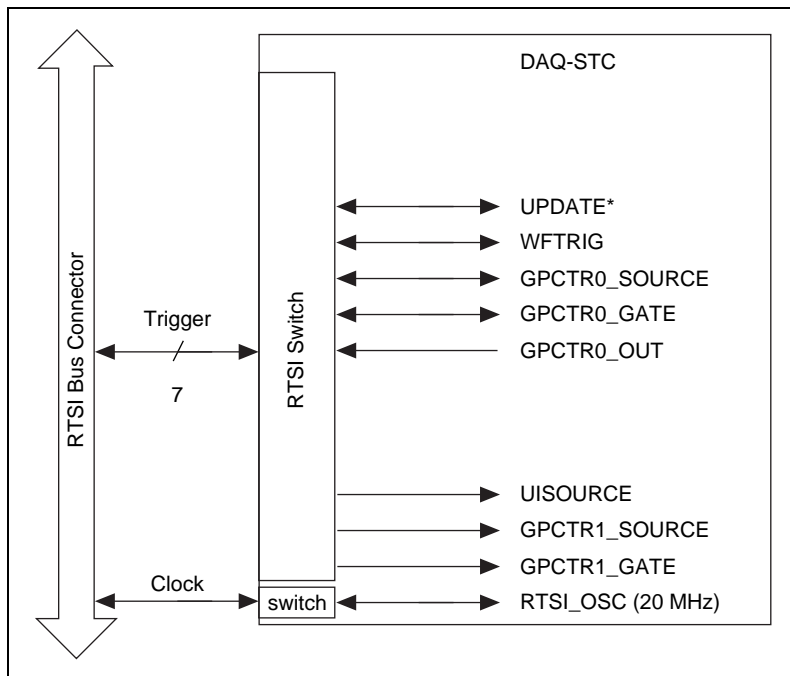 DAQ-STC
RTSI Bus Connector
Trigger
7
Clock
RTSI Switch
switch
UPDATE*
WFTRIG
GPCTR0_SOURCE
GPCTR0_GATE
GPCTR0_OUT
UISOURCE
GPCTR1_SOURCE
GPCTR1_GATE
RTSI_OSC (20 MHz)